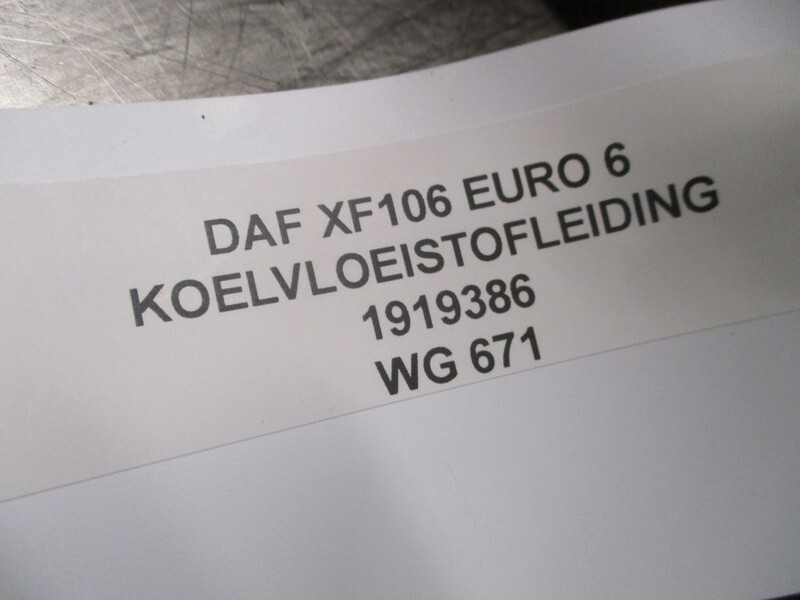 DAF XF106 EURO 6
KOELVLOEISTOFLEIDING
1919386
WG 671